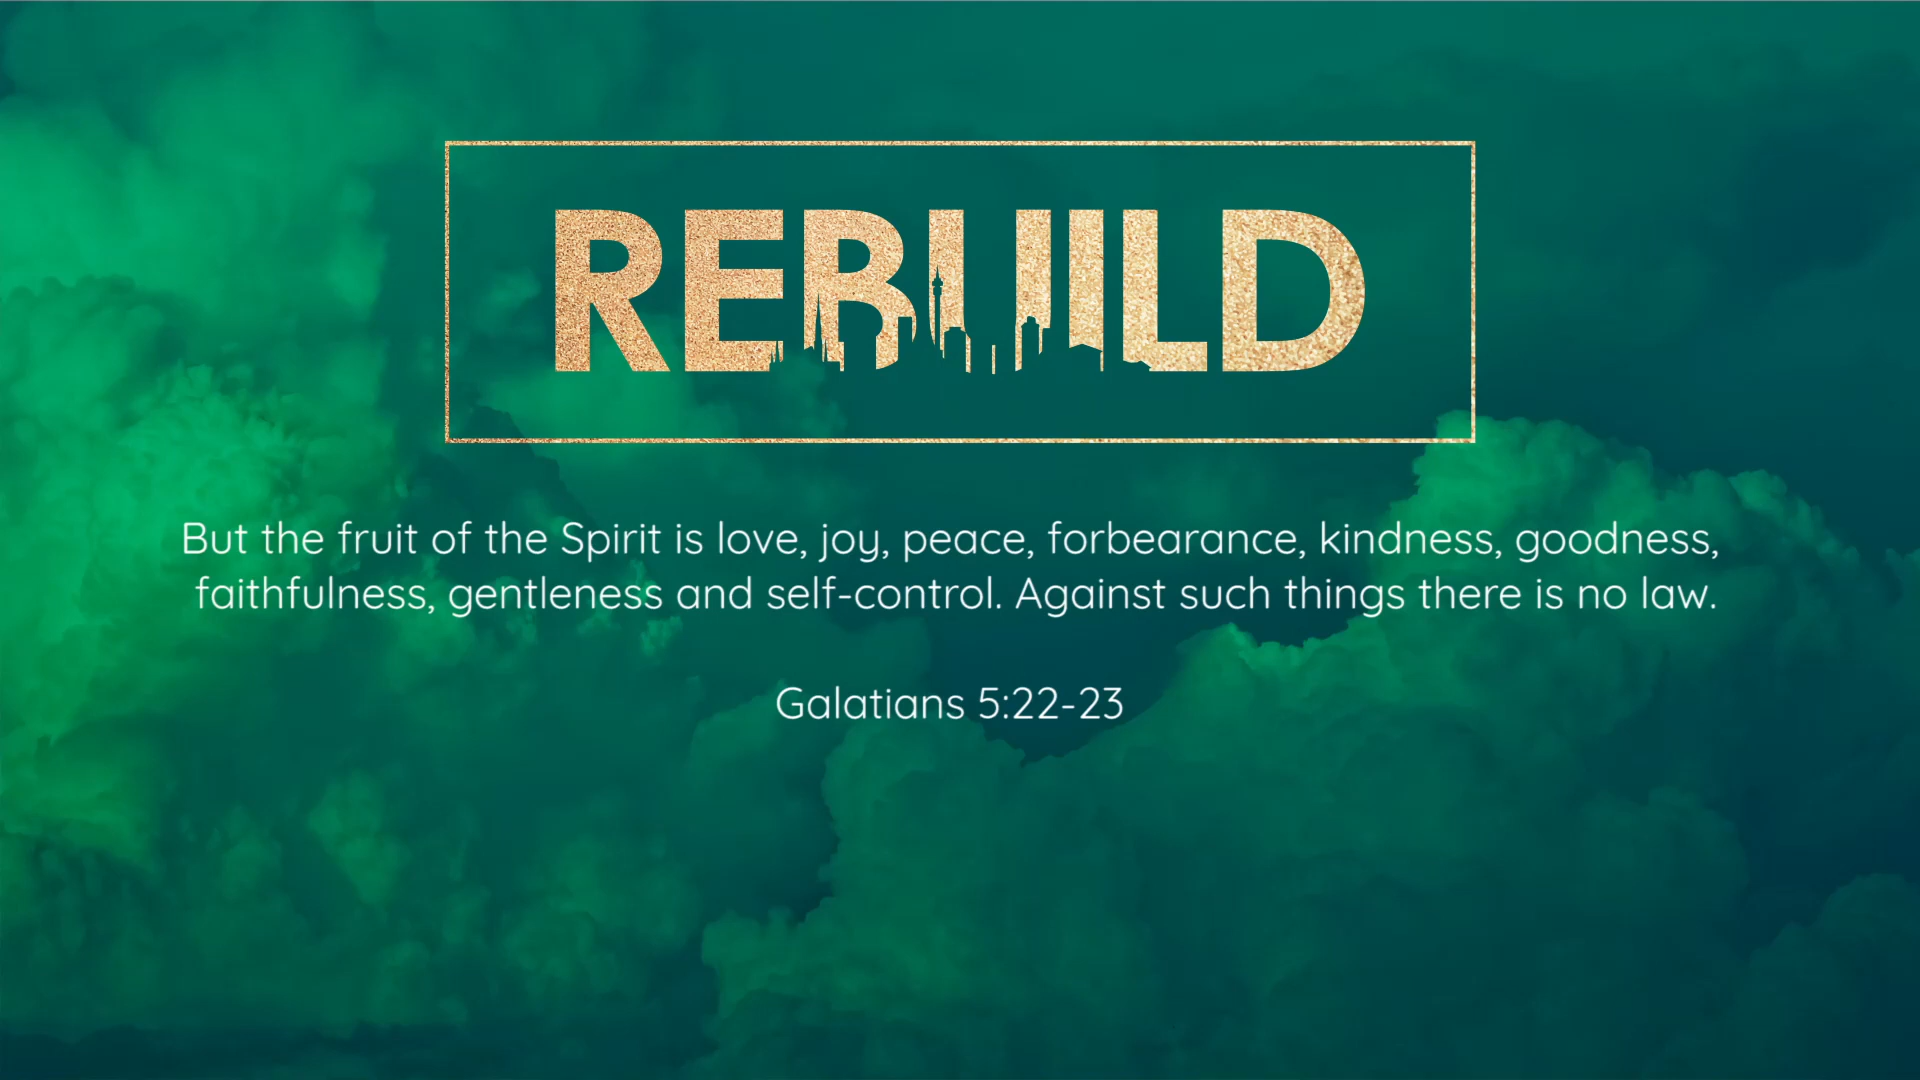 REBUILD
But the fruit of the Spirit is love, joy, peace, forbearance, kindness, goodness,
faithfulness, gentleness and self-control. Against such things there is no law.
Galatians 5:22-23